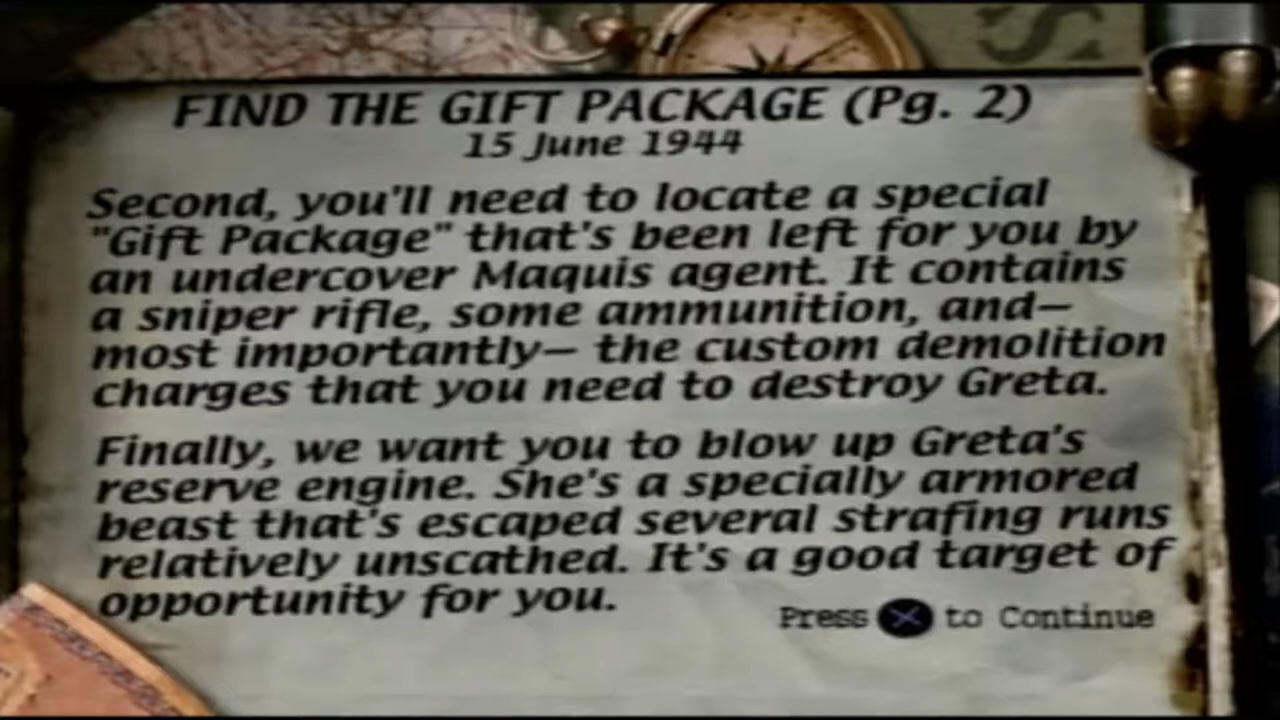 FIND THE GIFT PACKAGE (Pg. 2)
15 June 1944
Second, you'll need to locate a special
"Gift Package" that's been left for you by
an undercover Maquis agent. It contains
a sniper rifle, some ammunition, and—
most importantly— the custom demolition
charges that you need to destroy Greta.
Finally, we want you to blow up Greta's
reserve engine. She's a specially armored
beast that's escaped several strafing runs
relatively unscathed. It's a good target of
opportunity for you.
Press X to Continue